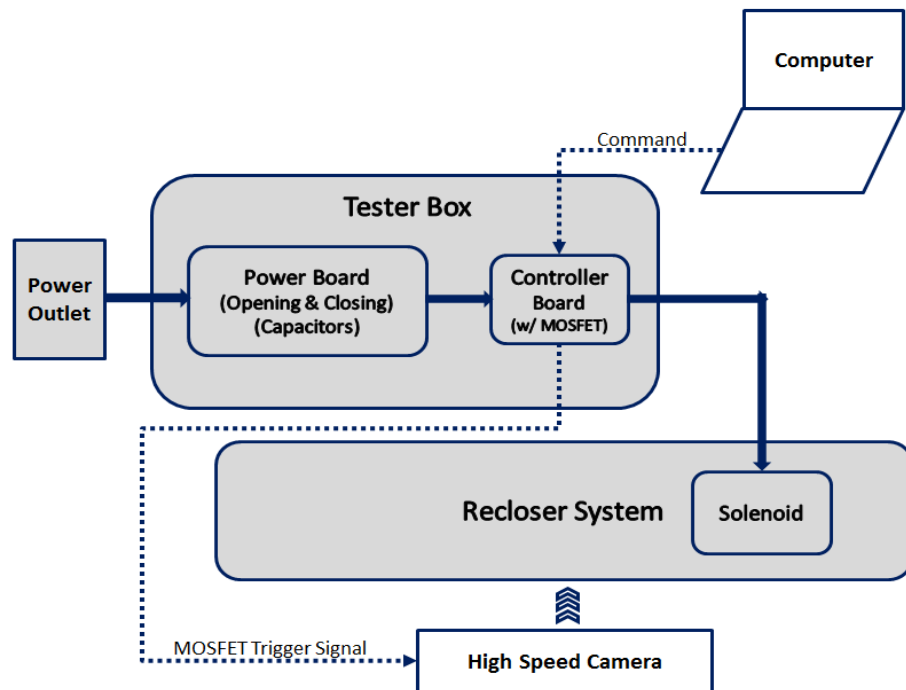 Computer
Command
Tester Box
Power
Outlet
Power Board
(Opening & Closing)
(Capacitors)
Controller
Board
(w/ MOSFET)
Recloser System
Solenoid
MOSFET Trigger Signal
High Speed Camera